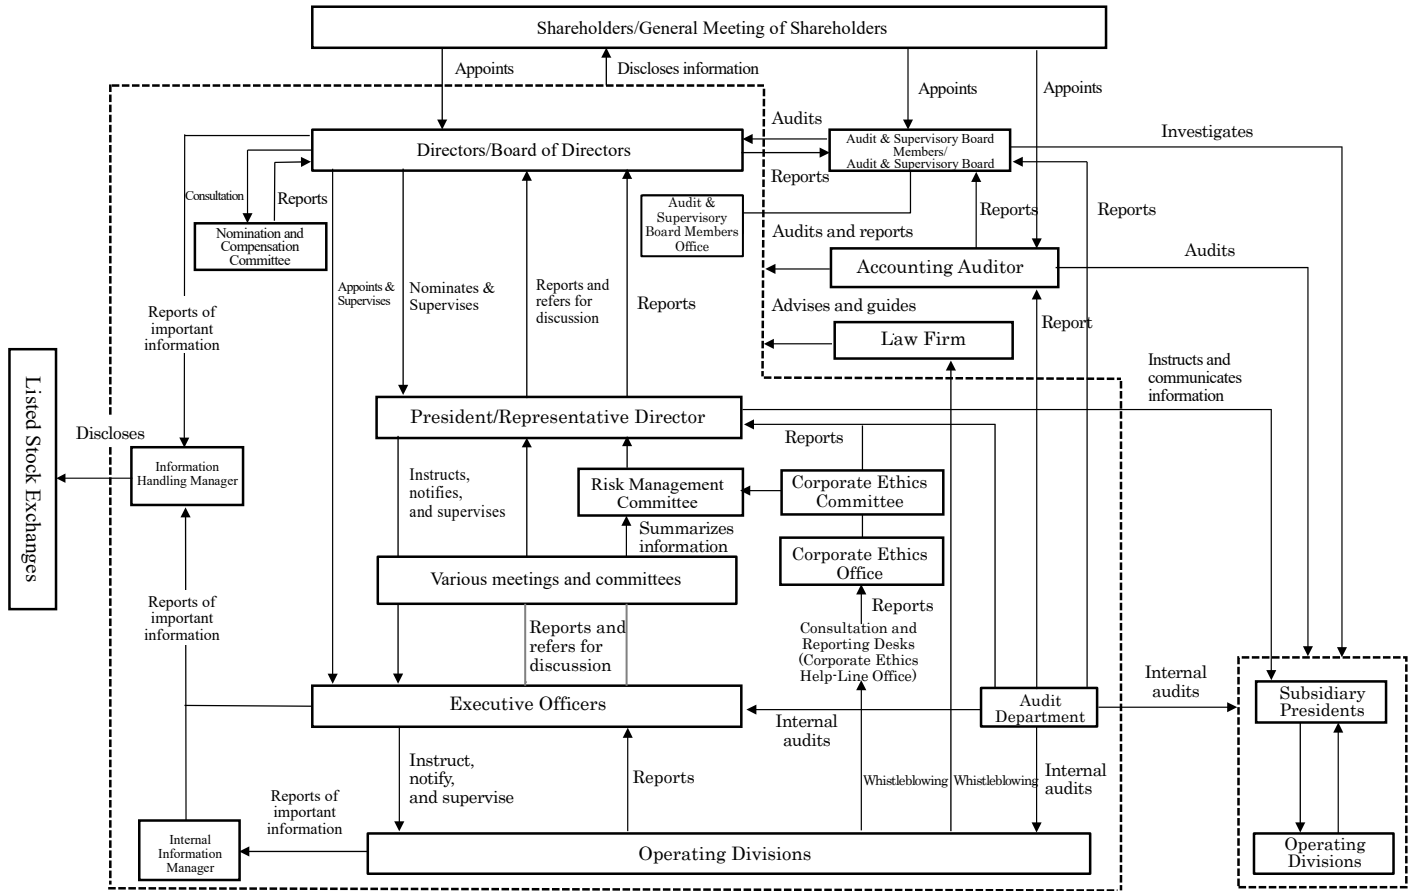 Shareholders/General Meeting of Shareholders
Appoints
Discloses information
Appoints
Appoints
Audits
Investigates
Directors/Board of Directors
Audit & Supervisory Board
Members/
Audit & Supervisory Board
Reports
Consultation
Reports
Audit &
Supervisory
Board Members
Office
Reports
Reports
Nomination and
Compensation
Committee
Audits and reports
Audits
Accounting Auditor
Appoints &
Supervises
Nominates &
Supervises
Reports and
refers for
discussion
Reports
Advises and guides
Reports of
important
information
Report
Law Firm
Instructs and
communicates
information
Listed Stock Exchanges
President/Representative Director
Discloses
Reports
Information
Handling Manager
Instructs,
notifies,
and supervises
Risk Management
Committee
Corporate Ethics
Committee
Summarizes
information
Corporate Ethics
Office
Various meetings and committees
Reports of
important
information
Reports
Reports and
refers for
discussion
Consultation and
Reporting Desks
(Corporate Ethics
Help-Line Office)
Internal
audits
Executive Officers
Audit
Department
Subsidiary
Presidents
Internal
audits
Instruct,
notify,
and supervise
Reports
Whistleblowing
Whistleblowing
Internal
audits
Reports of
important
information
Internal
Information
Manager
Operating Divisions
Operating
Divisions